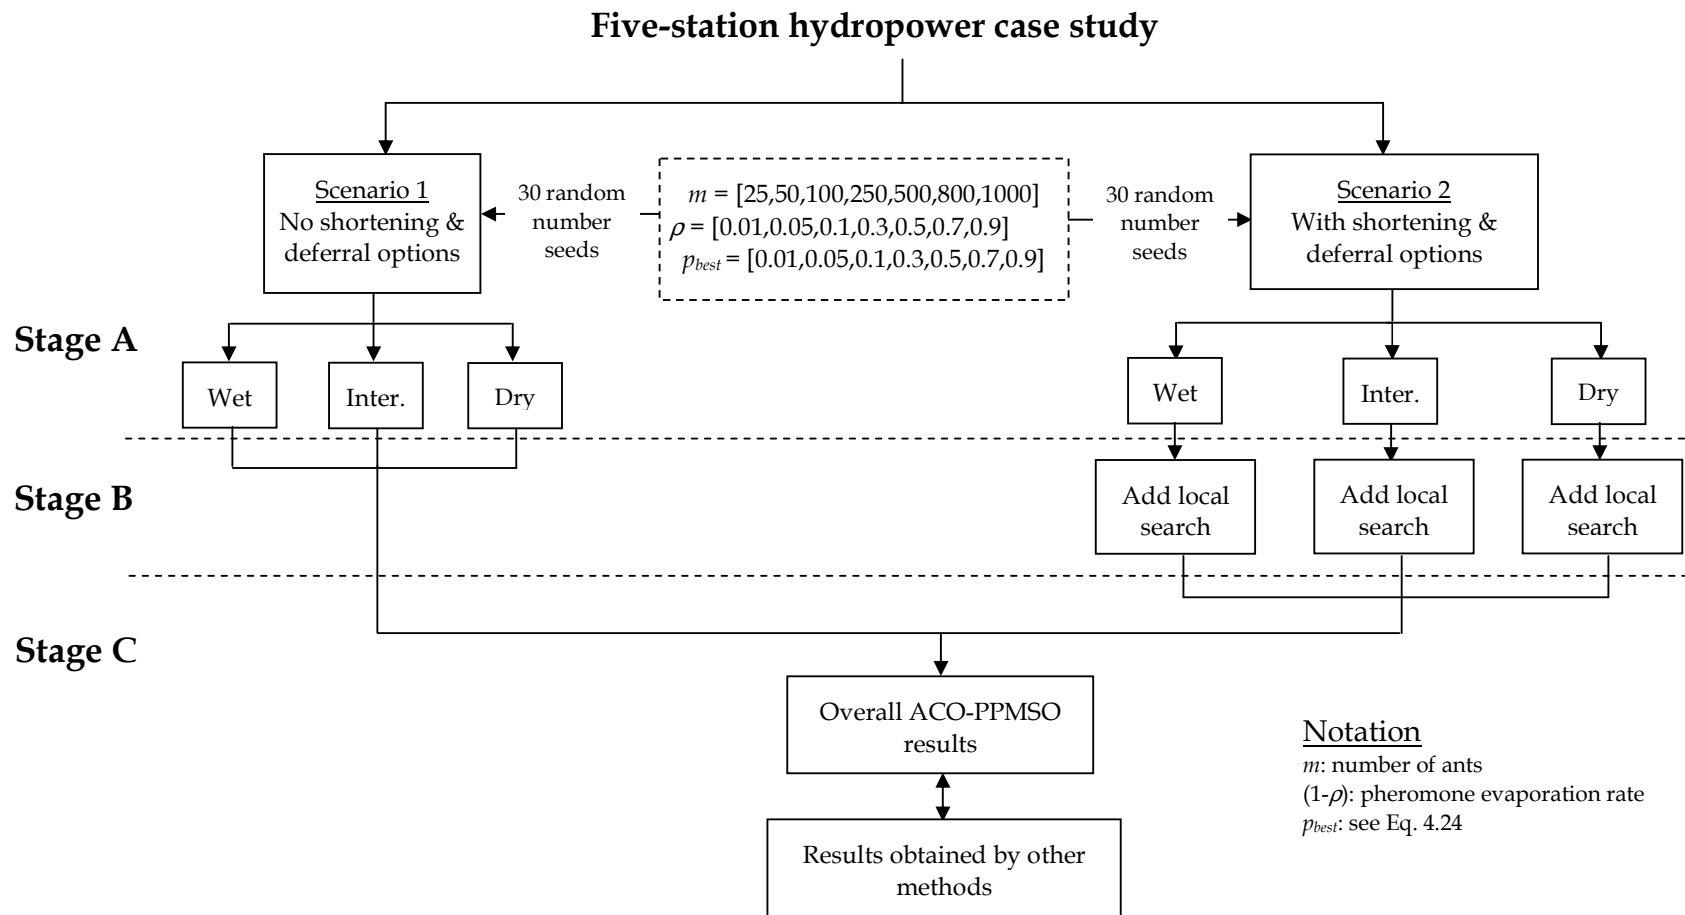 Five-station hydropower case study
Scenario 1
No shortening &
deferral options
30 random
number
seeds
m = [25,50,100,250,500,800,1000]
ρ = [0.01,0.05,0.1,0.3,0.5,0.7,0.9]
pbest = [0.01,0.05,0.1,0.3,0.5,0.7,0.9]
30 random
number
seeds
Scenario 2
With shortening &
deferral options
Stage A
Wet
Inter.
Dry
Wet
Inter.
Dry
Stage B
Add local
search
Add local
search
Add local
search
Stage C
Overall ACO-PPMSO
results
Results obtained by other
methods
Notation
m: number of ants
(1-ρ): pheromone evaporation rate
pbest: see Eq. 4.24